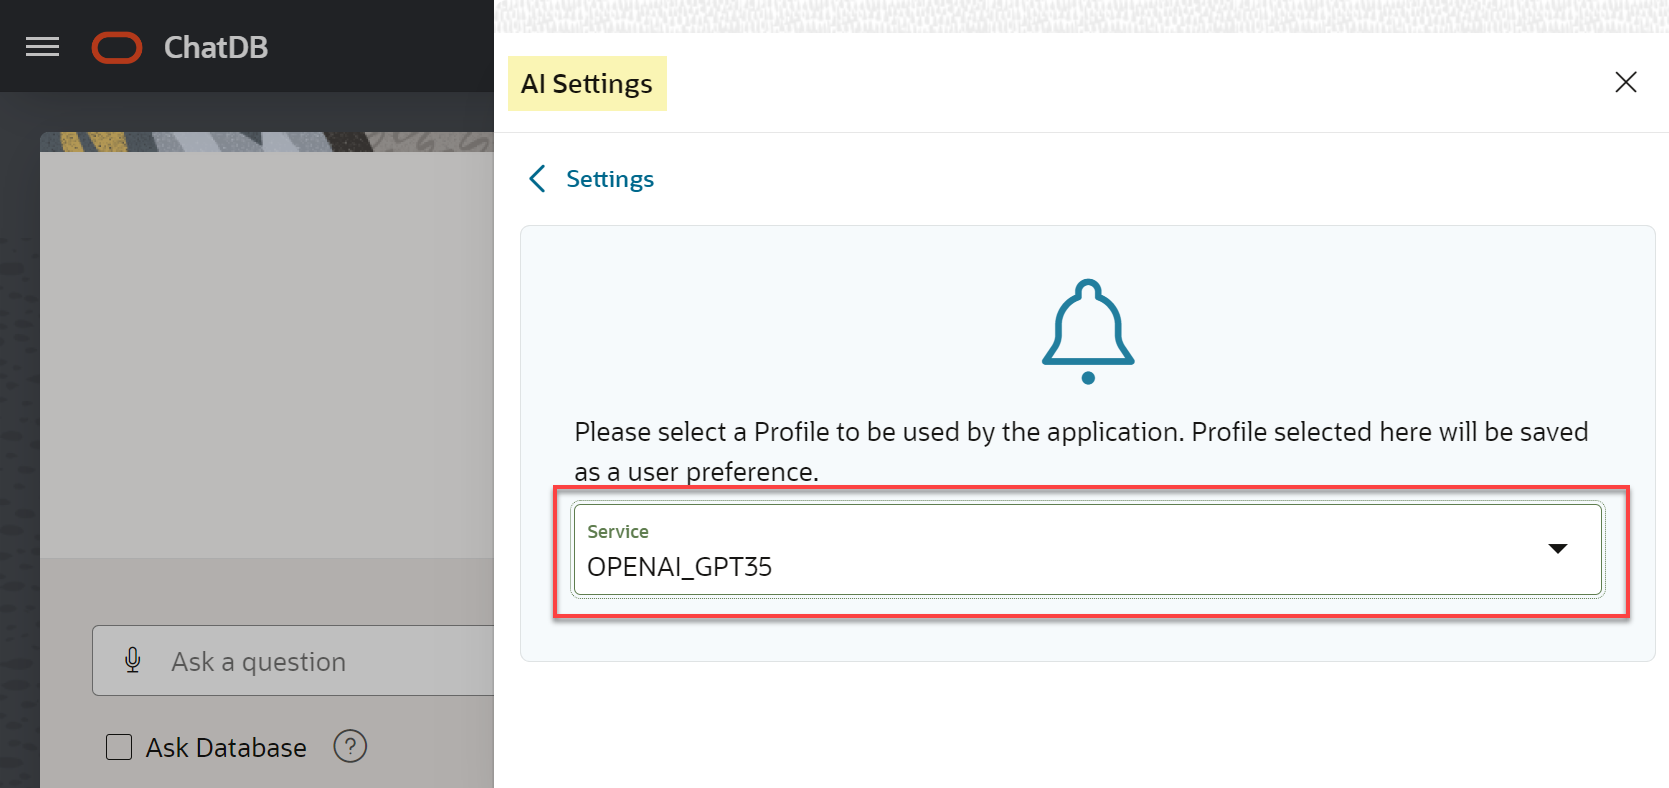 ChatDB
AI Settings
Settings
Please select a Profile to be used by the application. Profile selected here will be saved
as a user preference.
Service
OPENAI_GPT35
Ask a question
Ask Database ?